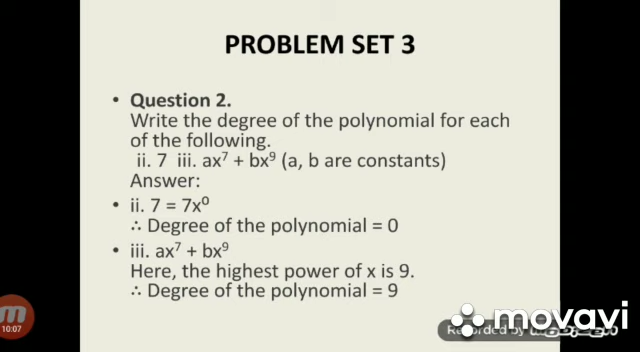 PROBLEM SET 3
• Question 2.
Write the degree of the polynomial for each
of the following.
ii. 7 iii. ax⁷ + bx⁹ (a, b are constants)
Answer:
• ii. 7 = 7x⁰
∴ Degree of the polynomial = 0
• iii. ax⁷ + bx⁹
Here, the highest power of x is 9.
∴ Degree of the polynomial = 9
movavi
10:07